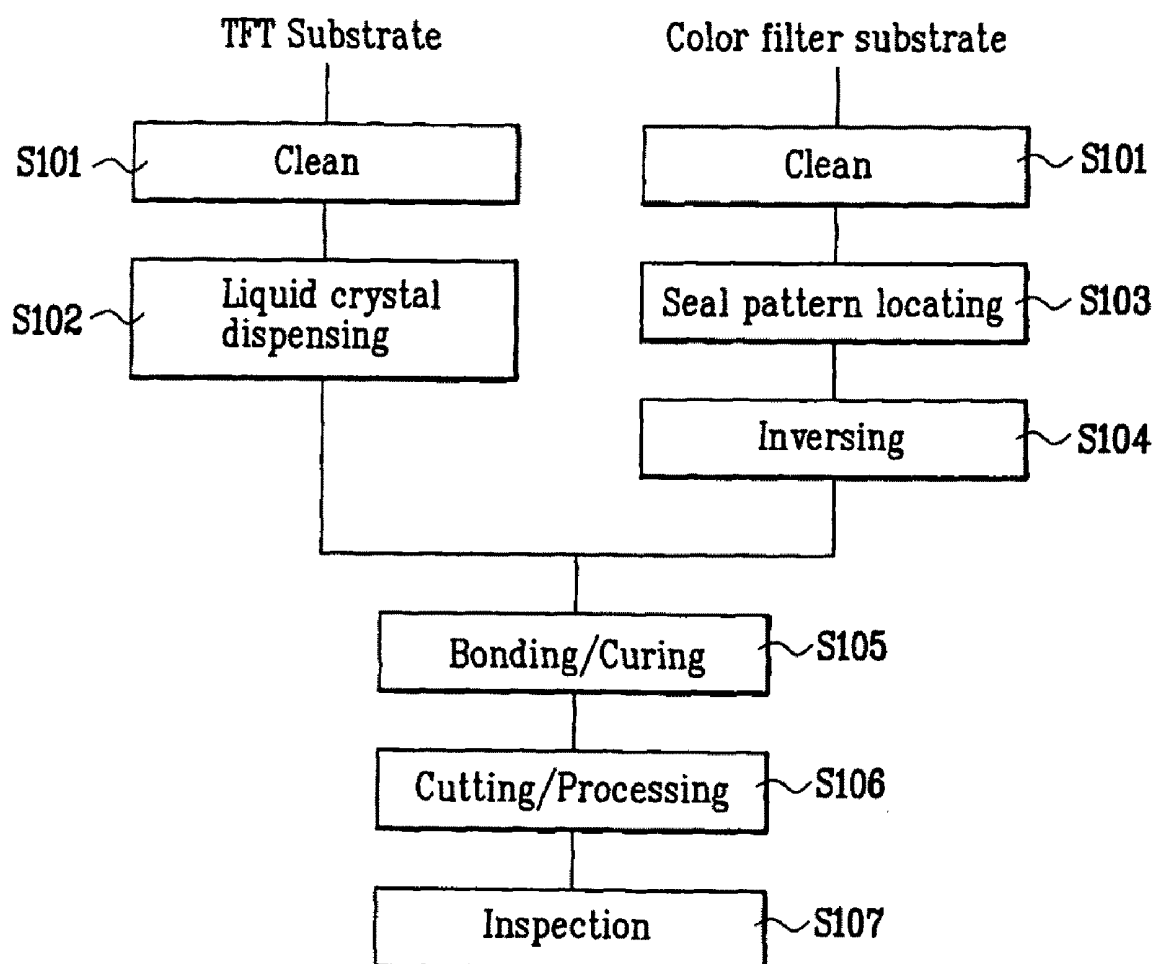 TFT Substrate
Color filter substrate
S101
Clean
Clean
S101
S102
Liquid crystal
dispensing
Seal pattern locating
S103
Inversing
S104
Bonding/Curing
S105
Cutting/Processing
S106
Inspection
S107